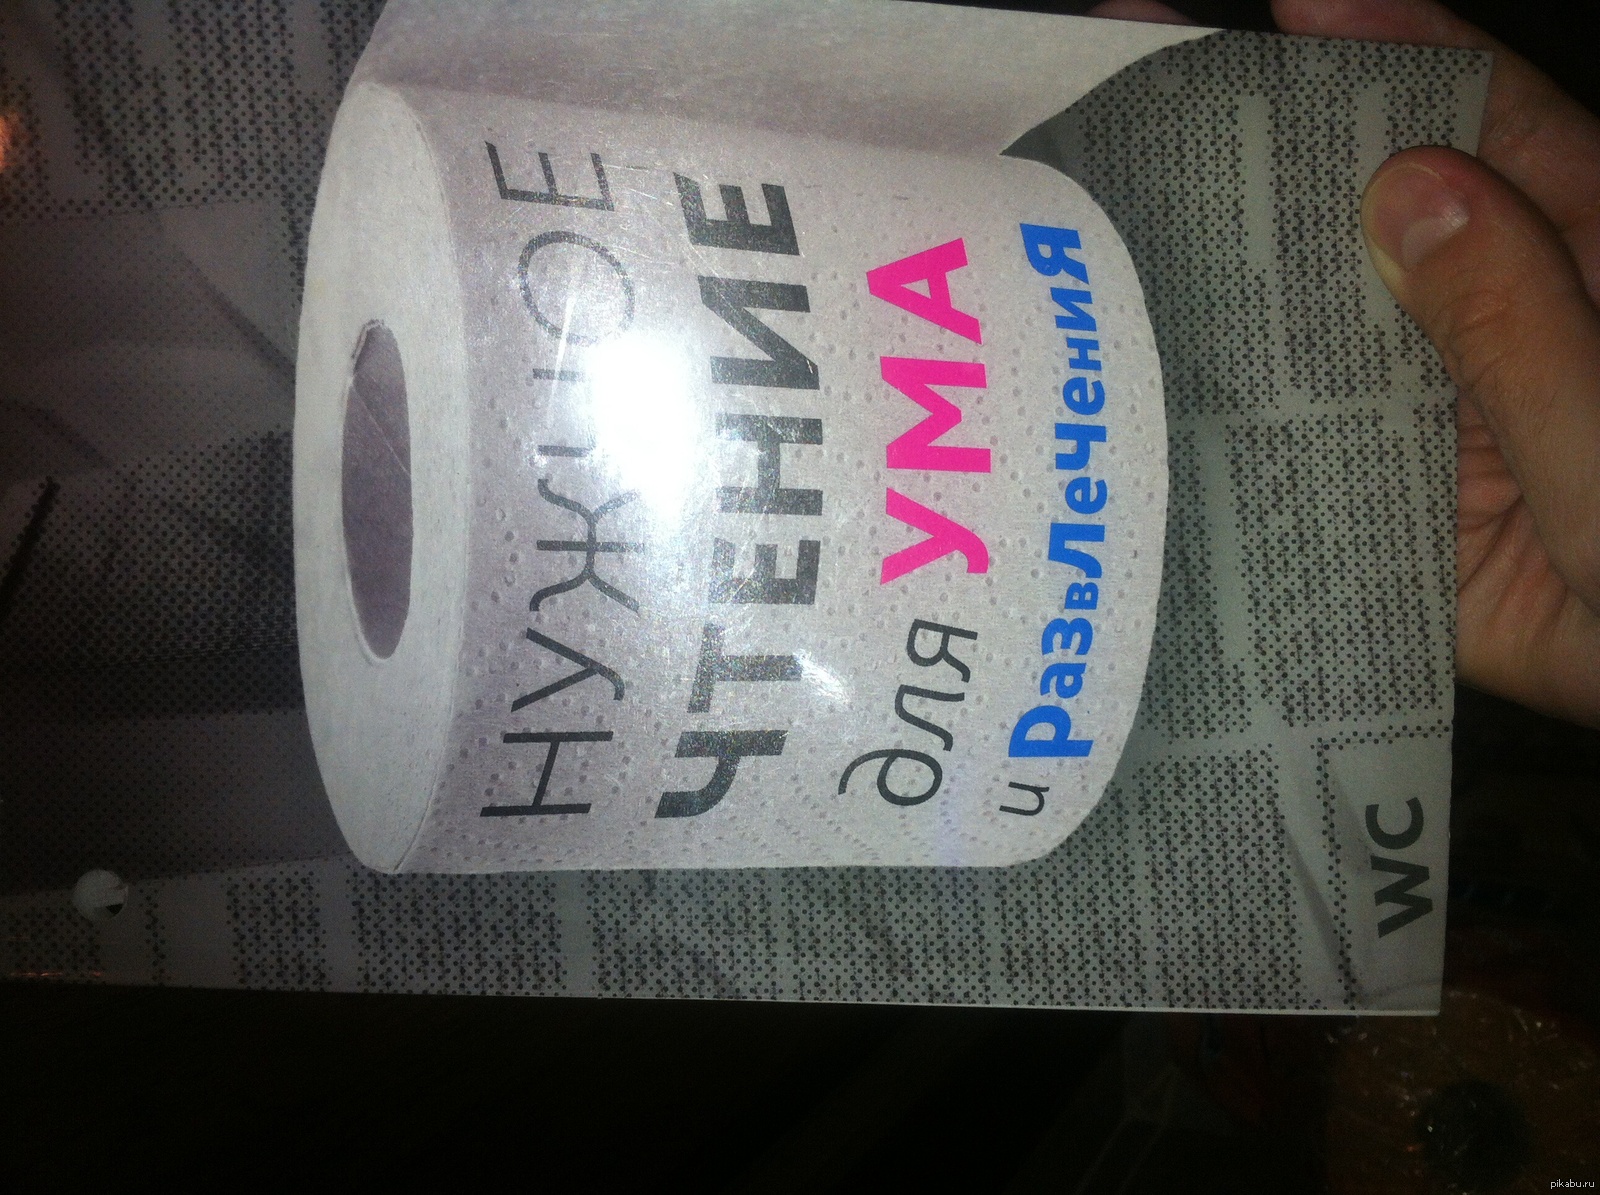 НУЖНОЕ
ЧТЕНИЕ
для УМА
и Развлечения
WC
pikabu.ru